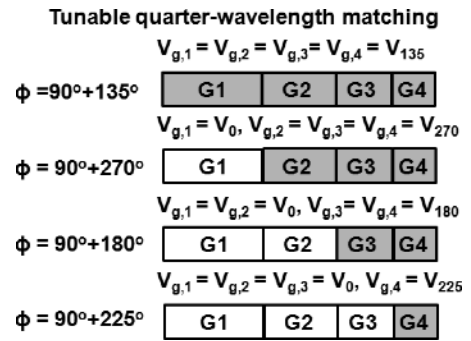 Tunable quarter-wavelength matching
V_g,1 = V_g,2 = V_g,3= V_g,4 = V_135
ϕ =90°+135° G1 G2 G3 G4
V_g,1 = V_0, V_g,2 = V_g,3= V_g,4 = V_270
ϕ = 90°+270° G1 G2 G3 G4
V_g,1 = V_g,2 = V_0, V_g,3= V_g,4 = V_180
ϕ = 90°+180° G1 G2 G3 G4
V_g,1 = V_g,2 = V_g,3 = V_0, V_g,4 = V_225
ϕ = 90°+225° G1 G2 G3 G4